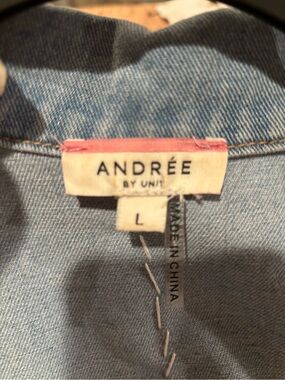 ANDRÉE
BY UNIT
L
MADE IN CHINA